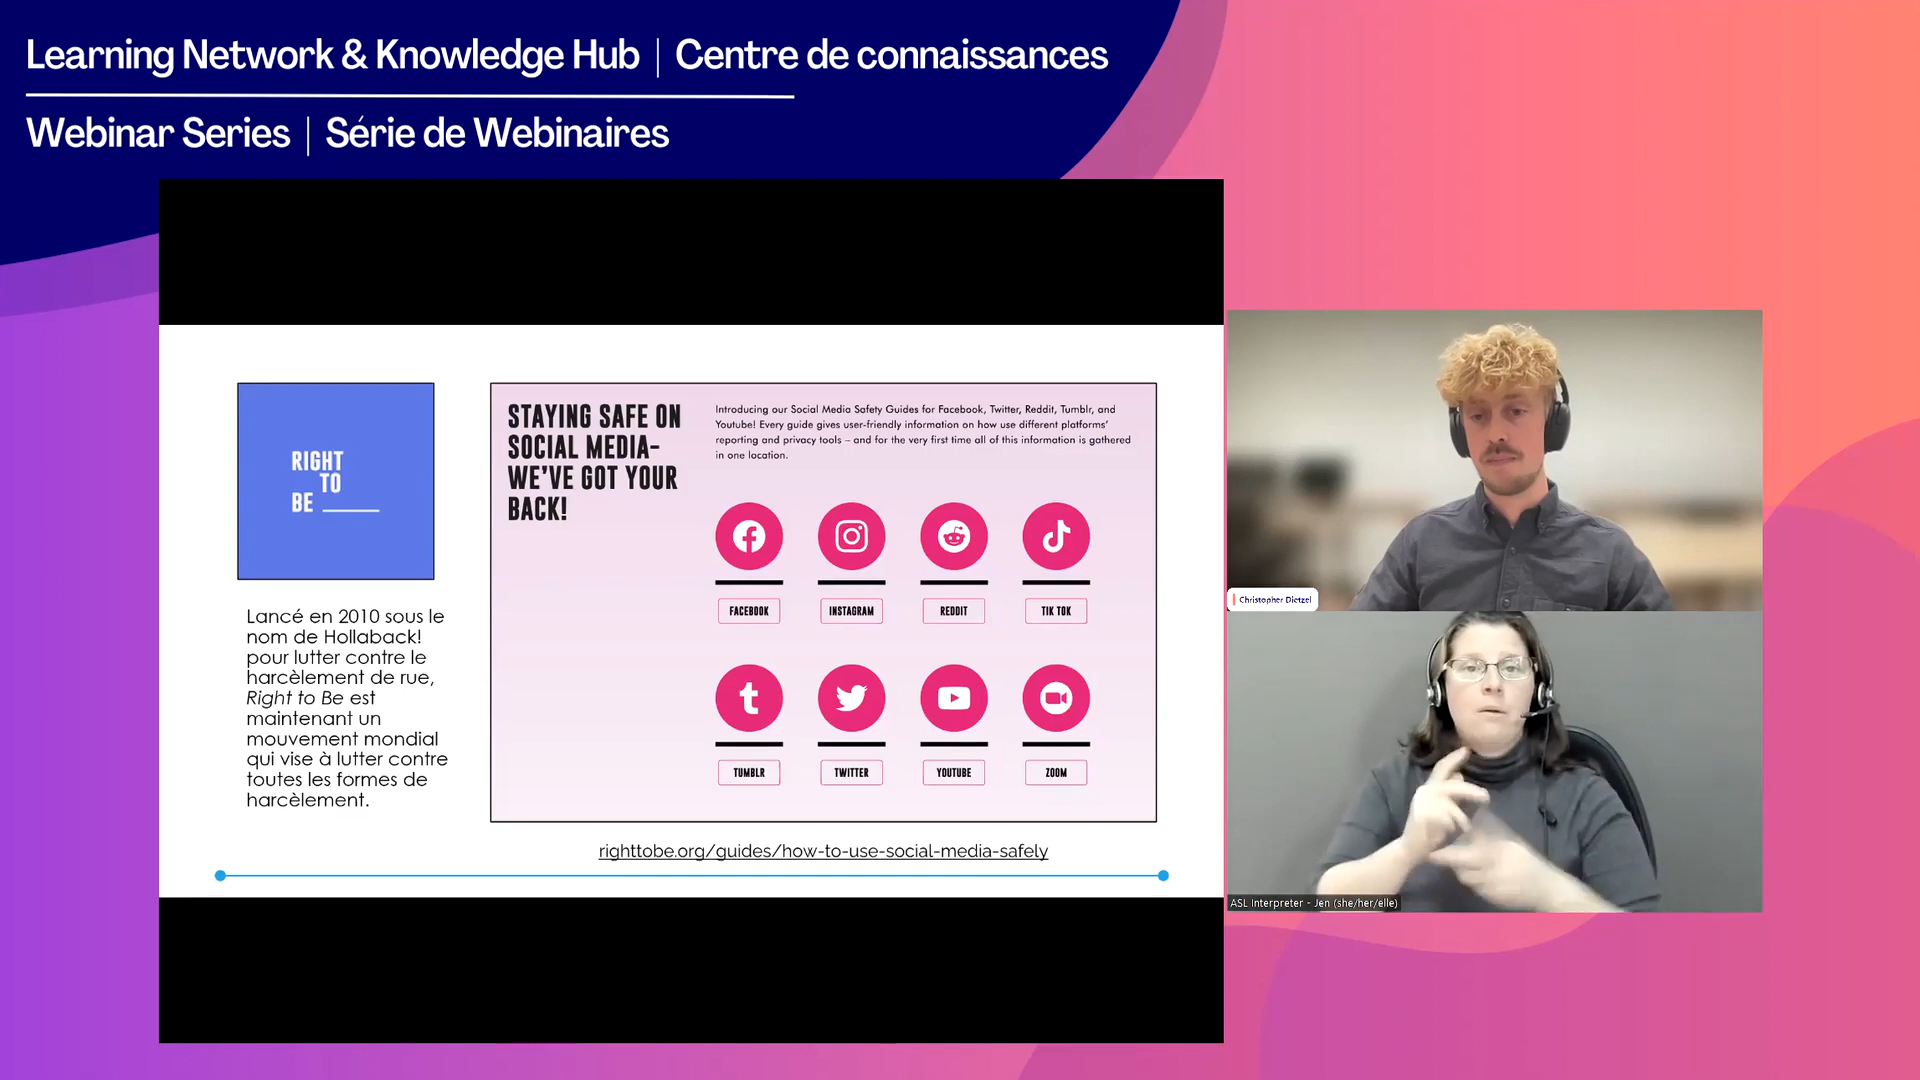 Learning Network & Knowledge Hub | Centre de connaissances
Webinar Series | Série de Webinaires
RIGHT
TO
BE ______
Lancé en 2010 sous le
nom de Hollaback!
pour lutter contre le
harcèlement de rue,
Right to Be est
maintenant un
mouvement mondial
qui vise à lutter contre
toutes les formes de
harcèlement.
STAYING SAFE ON
SOCIAL MEDIA–
WE'VE GOT YOUR
BACK!
Introducing our Social Media Safety Guides for Facebook, Twitter, Reddit, Tumblr, and
Youtube! Every guide gives user-friendly information on how use different platforms'
reporting and privacy tools – and for the very first time all of this information is gathered
in one location.
FACEBOOK
INSTAGRAM
REDDIT
TIK TOK
TUMBLR
TWITTER
YOUTUBE
ZOOM
righttobe.org/guides/how-to-use-social-media-safely
Christopher Dietzel
ASL Interpreter - Jen (she/her/elle)